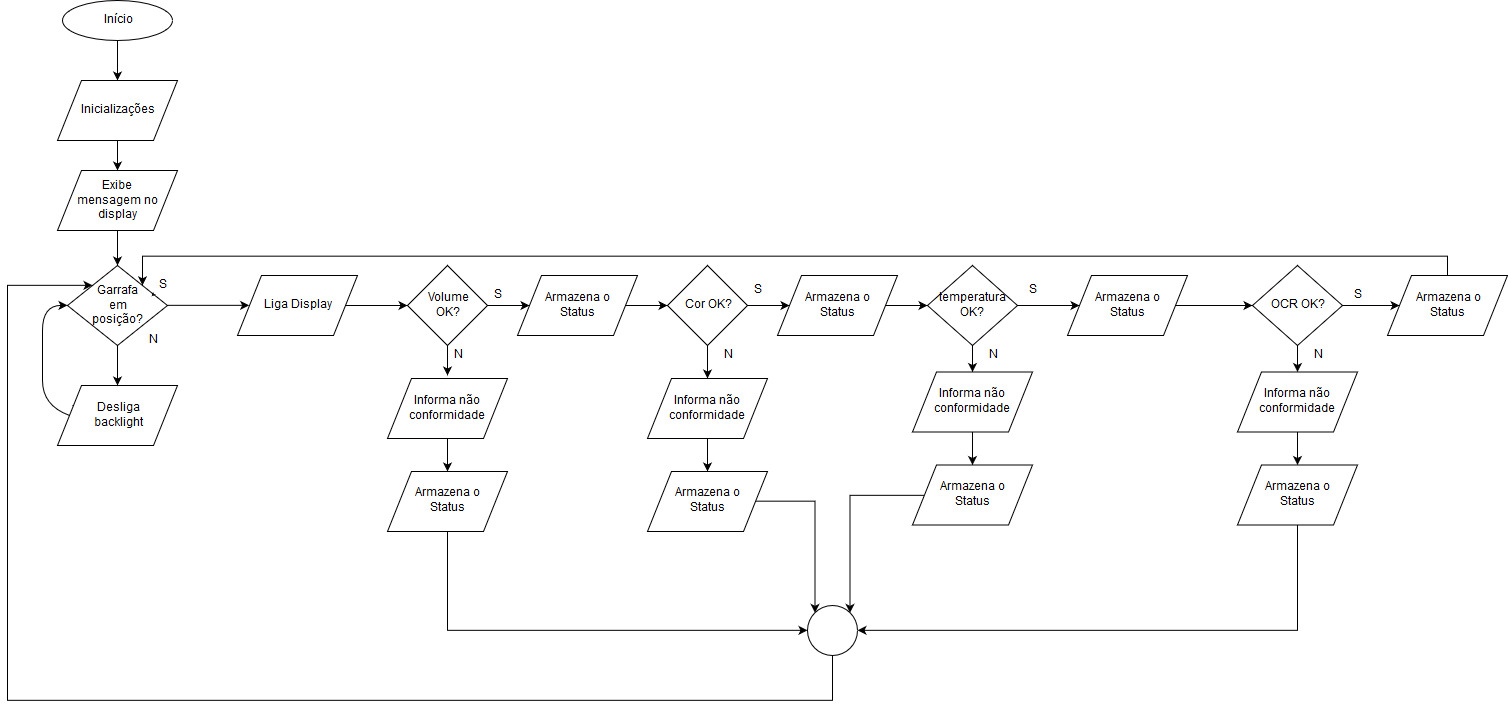 Início
Inicializações
Exibe
mensagem no
display
Garrafa
em
posição?
S
N
Desliga
backlight
Liga Display
Volume
OK?
S
N
Armazena o
Status
Informa não
conformidade
Armazena o
Status
Cor OK?
S
N
Armazena o
Status
Informa não
conformidade
Armazena o
Status
temperatura
OK?
S
N
Armazena o
Status
Informa não
conformidade
Armazena o
Status
OCR OK?
S
N
Armazena o
Status
Informa não
conformidade
Armazena o
Status